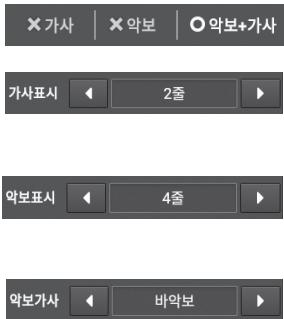 ×가사 ×악보 O악보+가사
가사표시 ◀ 2줄 ▶
악보표시 ◀ 4줄 ▶
악보가사 ◀ 바악보 ▶